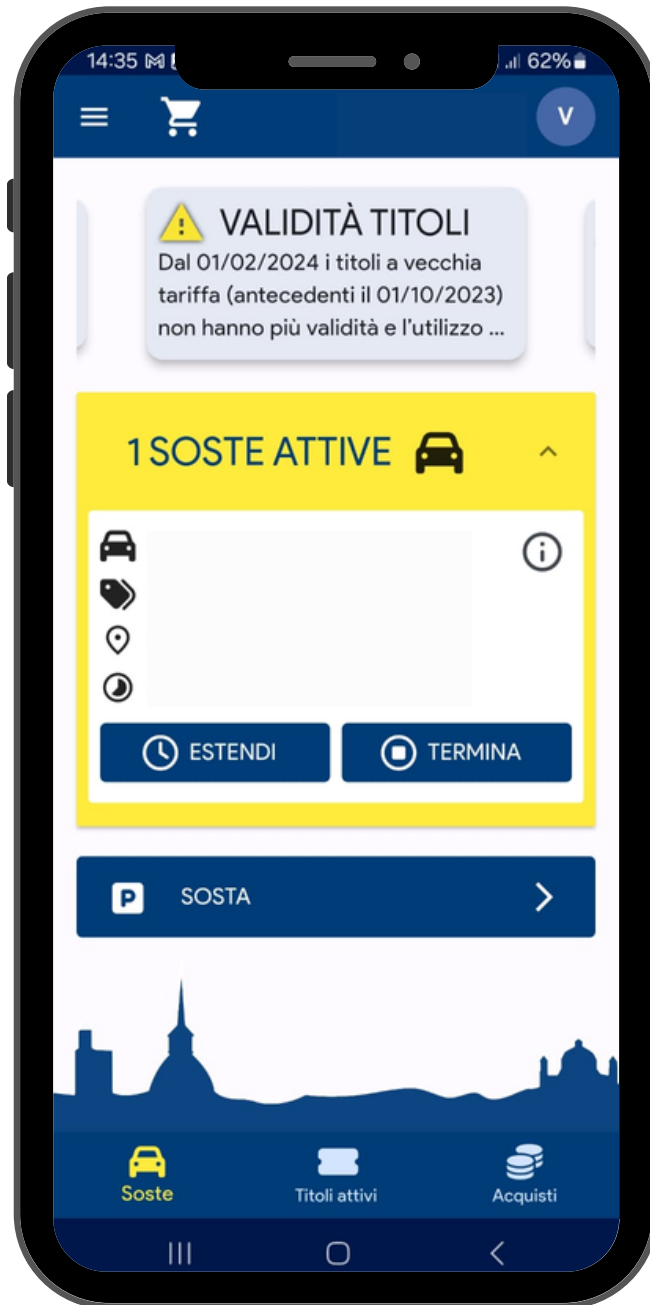 14:35
62%
V
VALIDITÀ TITOLI
Dal 01/02/2024 i titoli a vecchia
tariffa (antecedenti il 01/10/2023)
non hanno più validità e l'utilizzo ...
1 SOSTE ATTIVE
ESTENDI
TERMINA
P SOSTA
Soste
Titoli attivi
Acquisti